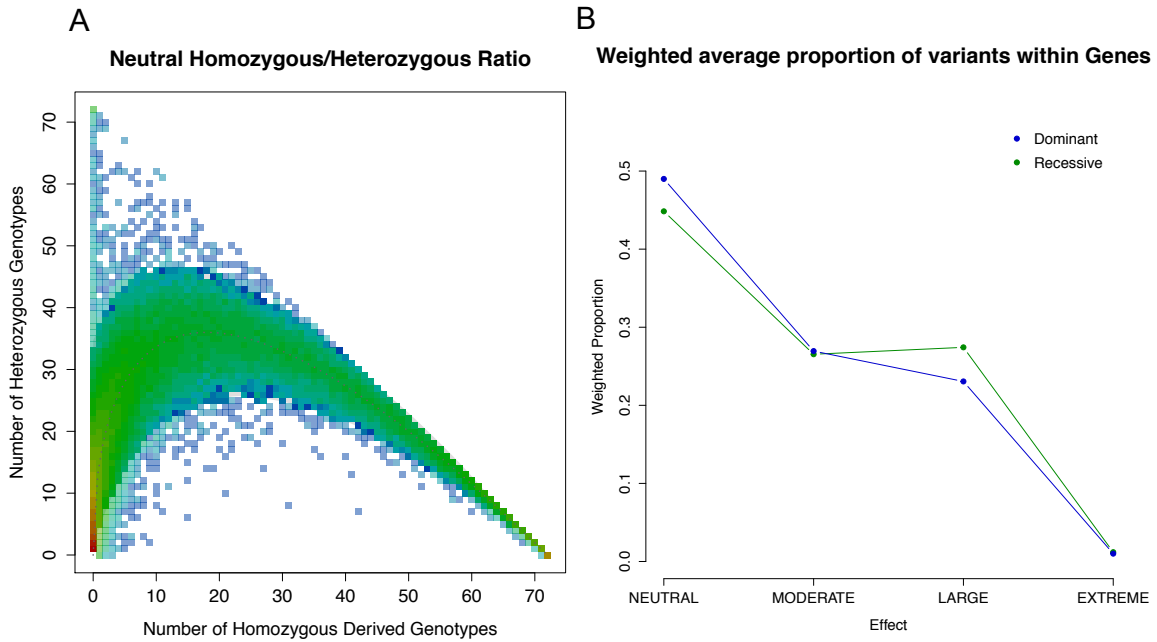 A
Neutral Homozygous/Heterozygous Ratio
Number of Heterozygous Genotypes
70
60
50
40
30
20
10
0
0 10 20 30 40 50 60 70
Number of Homozygous Derived Genotypes
B
Weighted average proportion of variants within Genes
Dominant
Recessive
Weighted Proportion
0.5
0.4
0.3
0.2
0.1
0.0
NEUTRAL MODERATE LARGE EXTREME
Effect